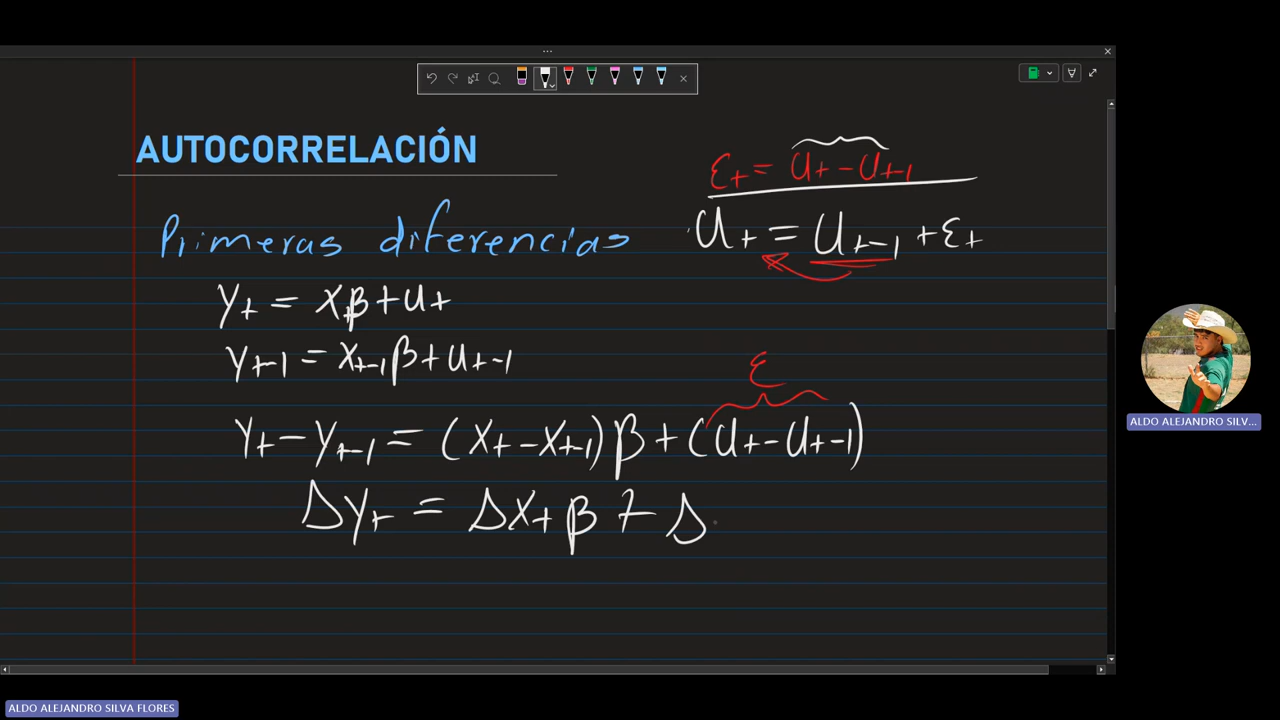 AUTOCORRELACIÓN
εt = Ut - Ut-1
Primeras diferencias
Ut = Ut-1 + εt
yt = Xtβ + Ut
yt-1 = Xt-1β + Ut-1
ε
yt - yt-1 = (Xt - Xt-1)β + (Ut - Ut-1)
Δyt = ΔXtβ + Δ
ALDO ALEJANDRO SILV...
ALDO ALEJANDRO SILVA FLORES